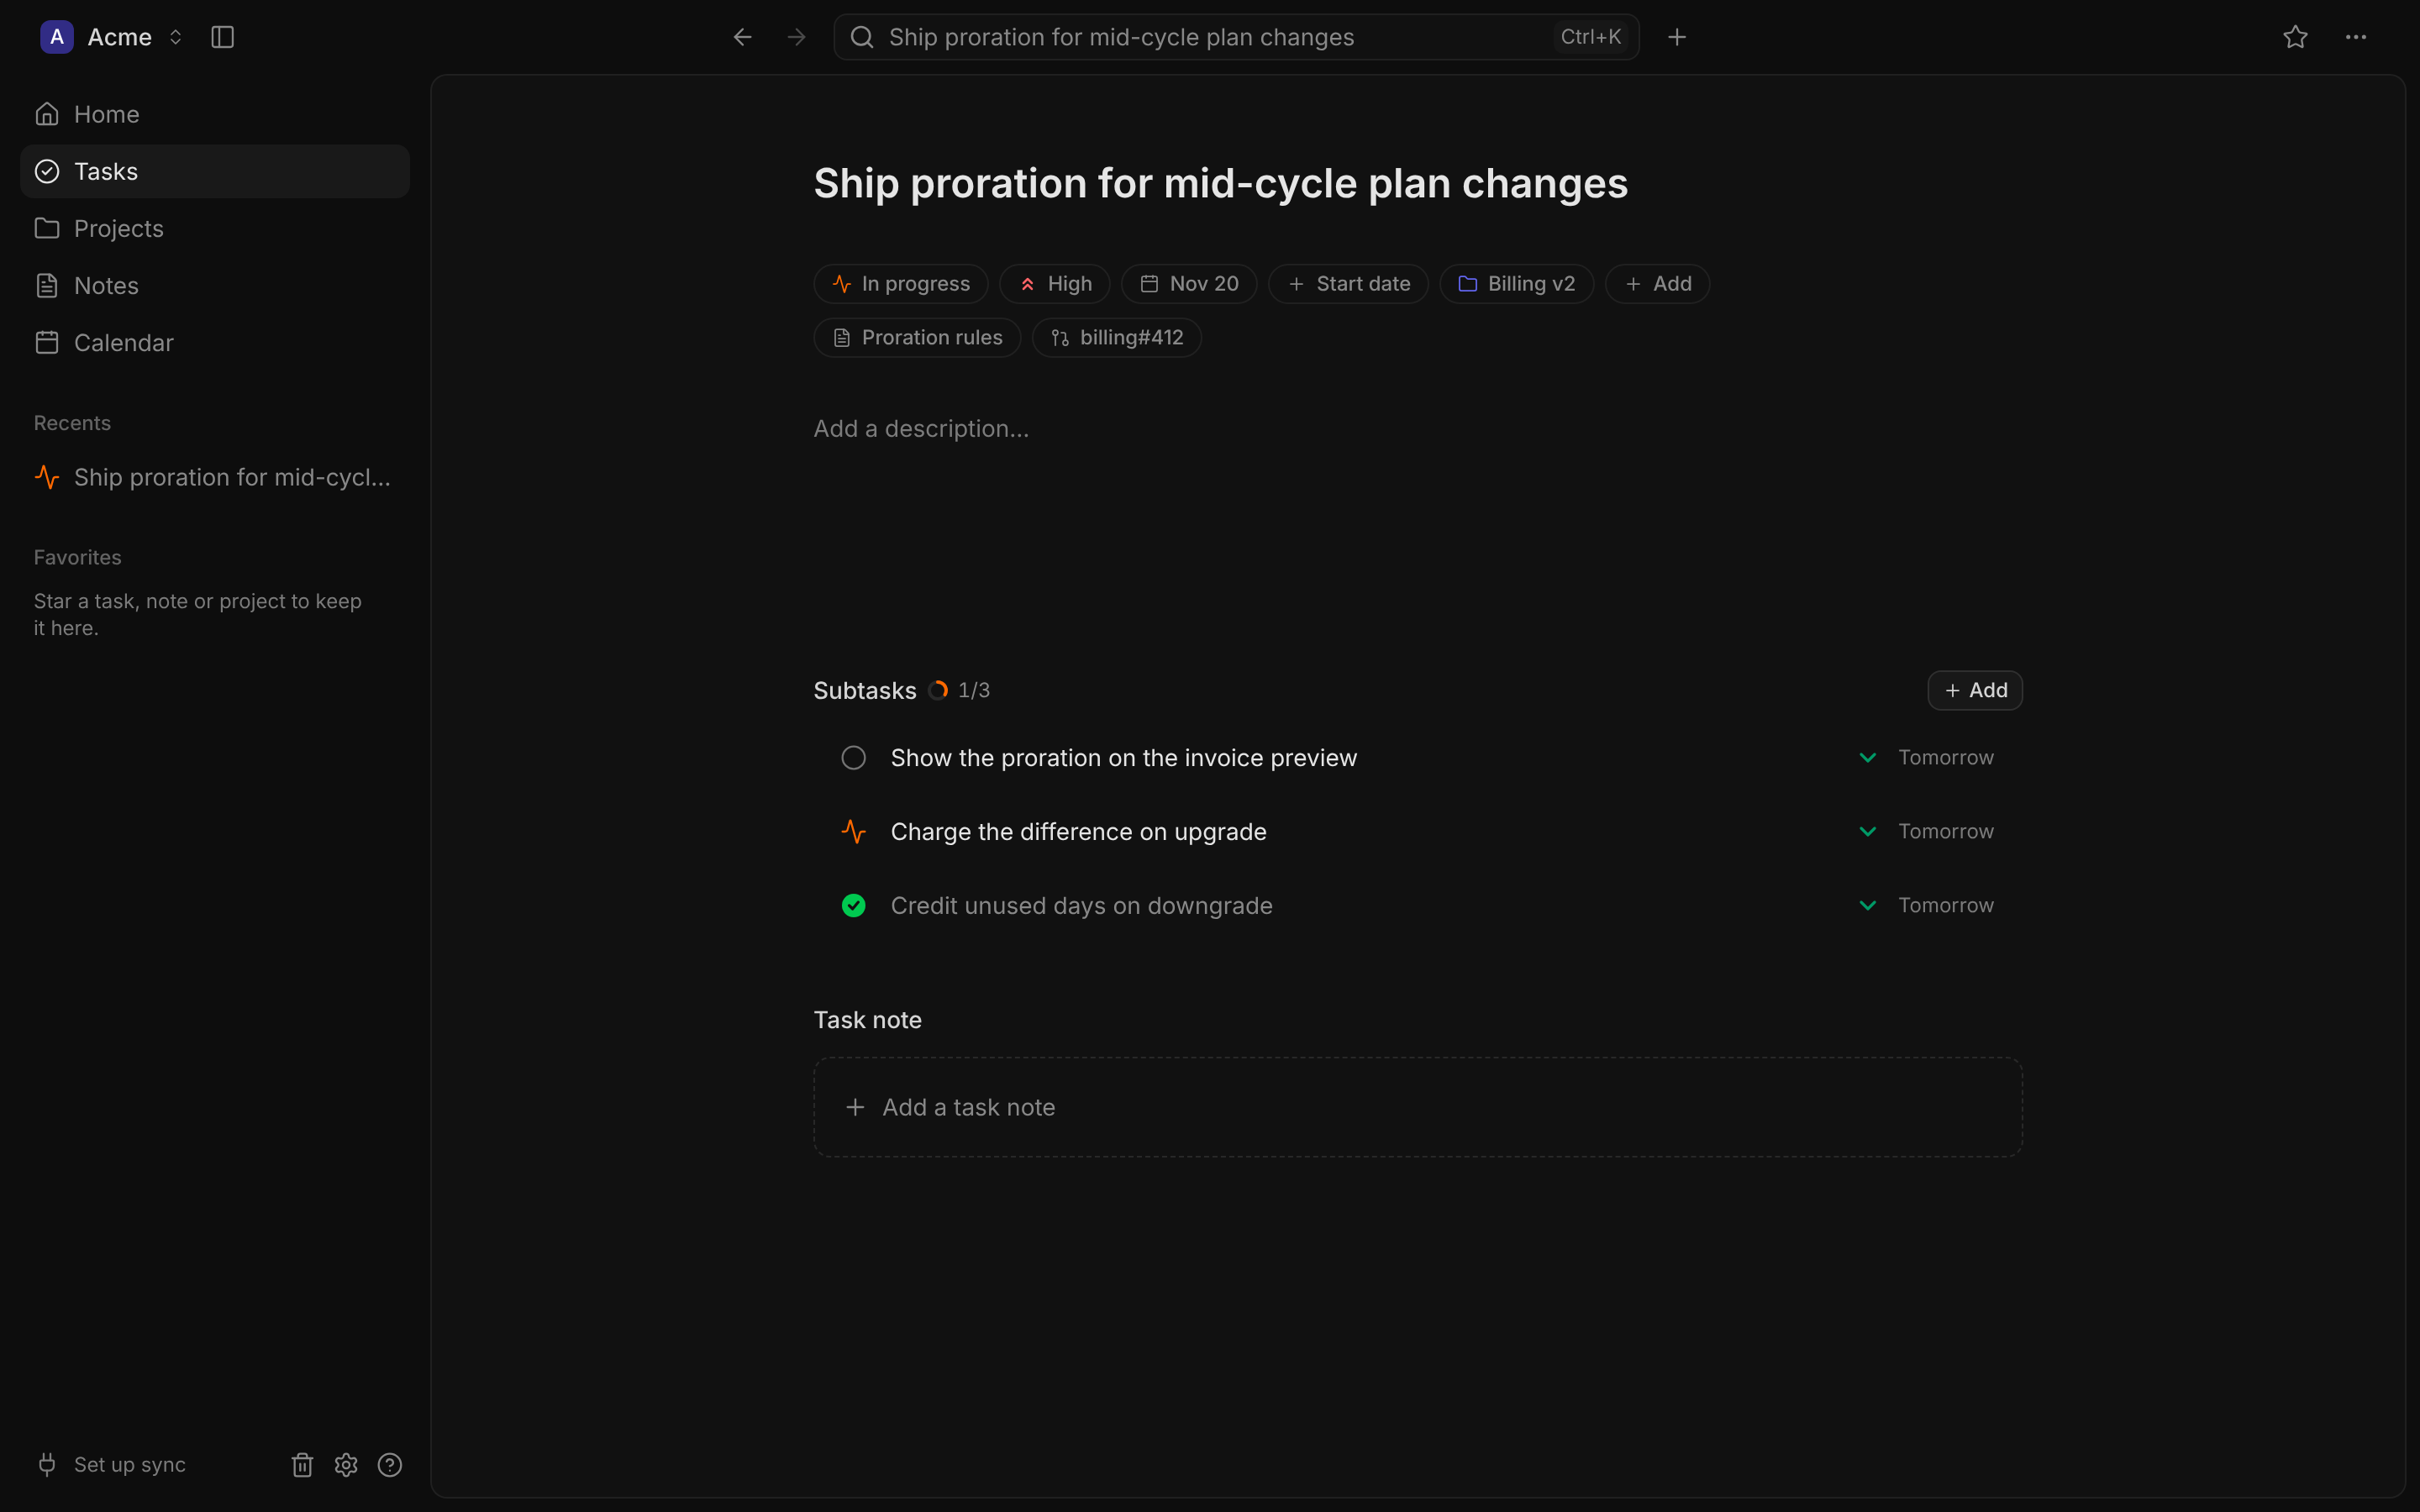 A Acme
Ship proration for mid-cycle plan changes Ctrl+K
Home
Tasks
Projects
Notes
Calendar
Recents
Ship proration for mid-cycl...
Favorites
Star a task, note or project to keep
it here.
Set up sync
Ship proration for mid-cycle plan changes
In progress High Nov 20 Start date Billing v2 Add
Proration rules billing#412
Add a description...
Subtasks 1/3 Add
Show the proration on the invoice preview Tomorrow
Charge the difference on upgrade Tomorrow
Credit unused days on downgrade Tomorrow
Task note
Add a task note